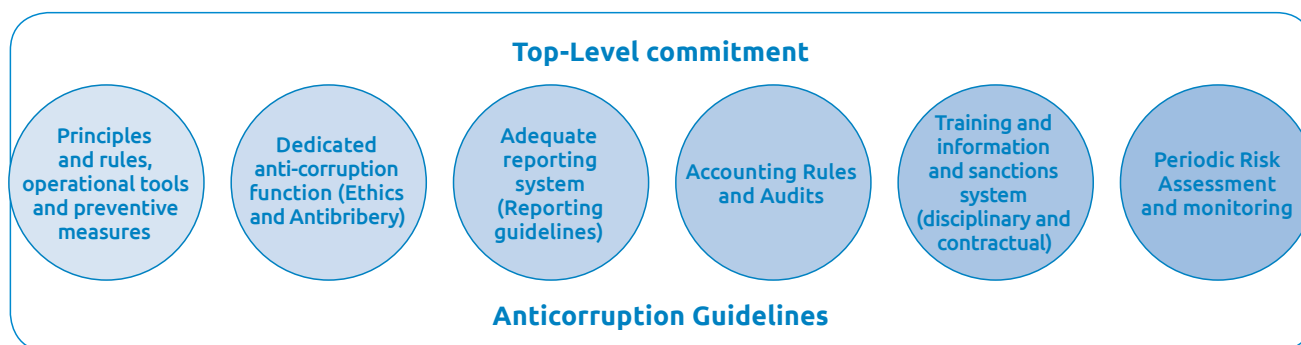 Top-Level commitment
Principles
and rules,
operational tools
and preventive
measures
Dedicated
anti-corruption
function (Ethics
and Antibribery)
Adequate
reporting
system
(Reporting
guidelines)
Accounting Rules
and Audits
Training and
information
and sanctions
system
(disciplinary and
contractual)
Periodic Risk
Assessment
and monitoring
Anticorruption Guidelines